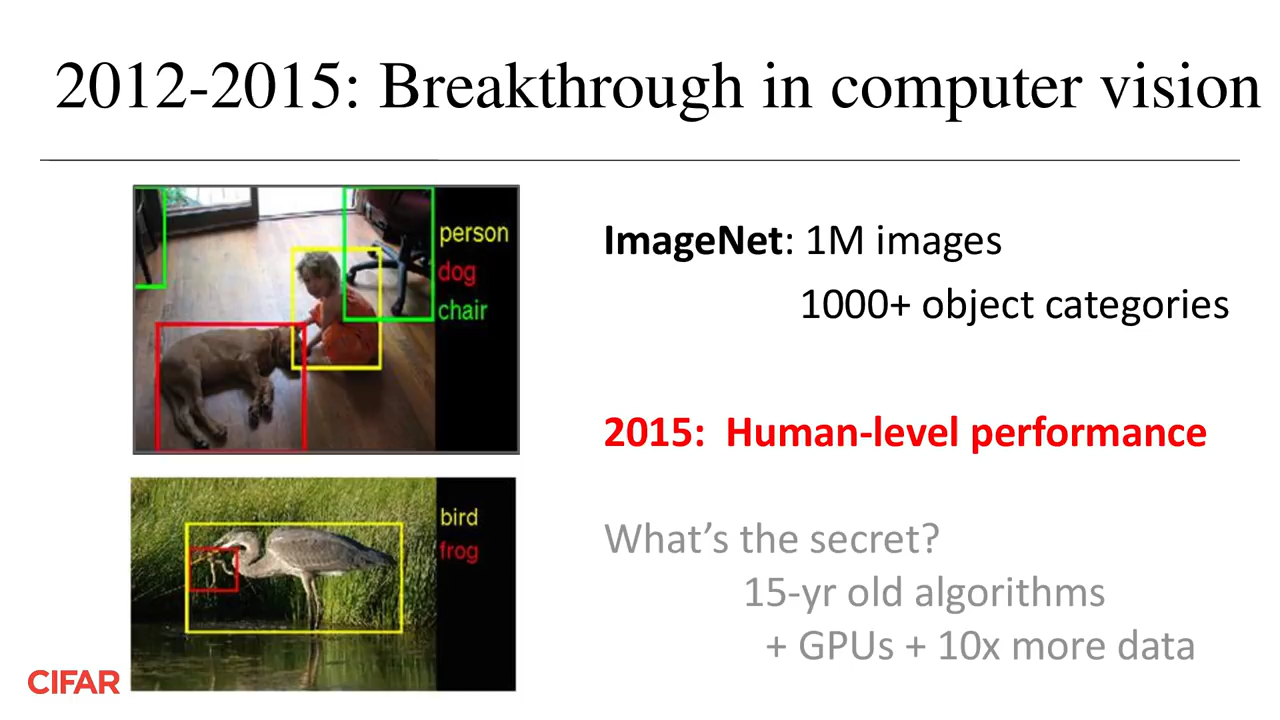 2012-2015: Breakthrough in computer vision
person
dog
chair
bird
frog
ImageNet: 1M images
1000+ object categories
2015: Human-level performance
What's the secret?
15-yr old algorithms
+ GPUs + 10x more data
CIFAR